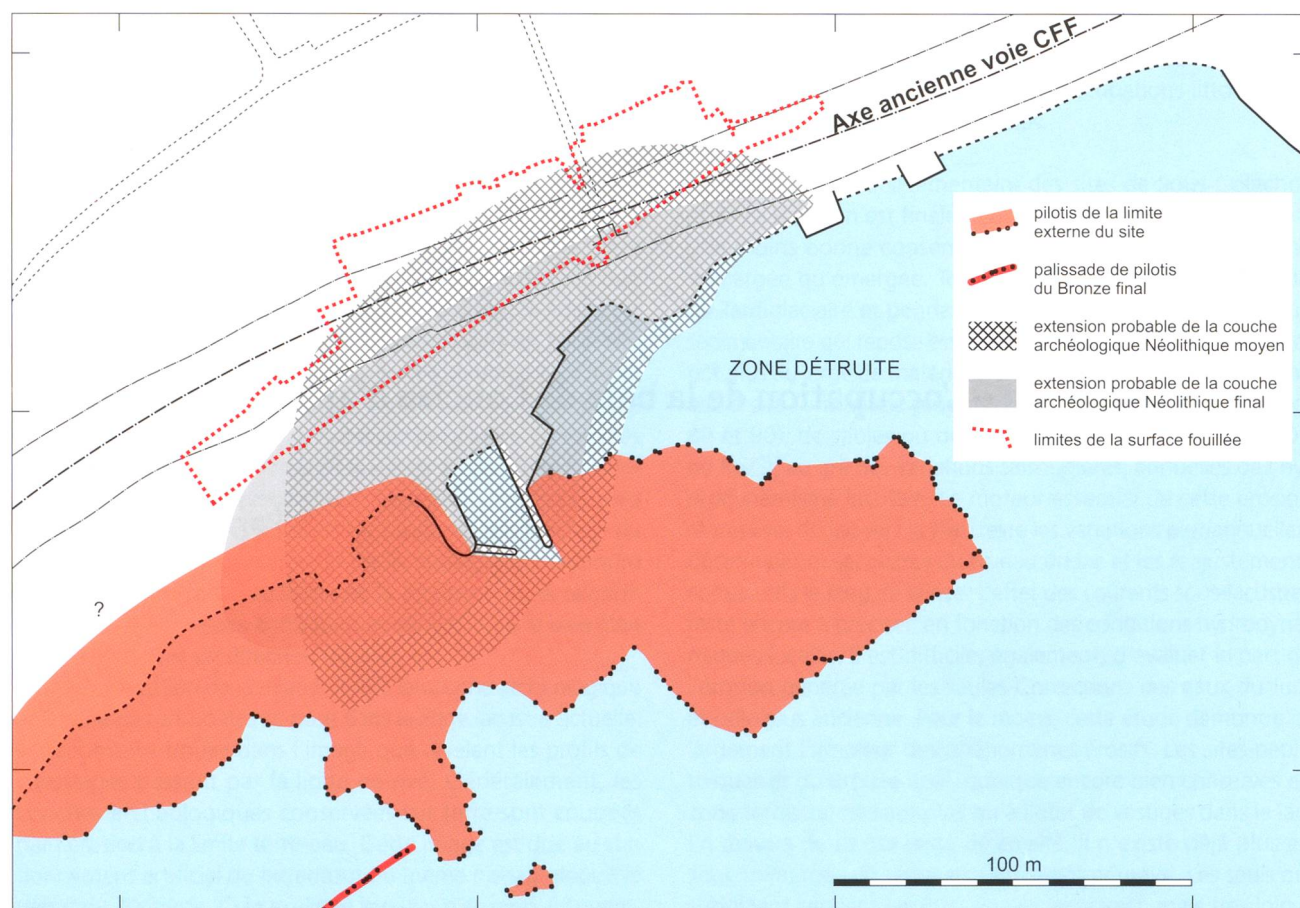 Axe ancienne voie CFF
pilotis de la limite
externe du site
palissade de pilotis
du Bronze final
extension probable de la couche
archéologique Néolithique moyen
extension probable de la couche
archéologique Néolithique final
limites de la surface fouillée
ZONE DÉTRUITE
?
100 m